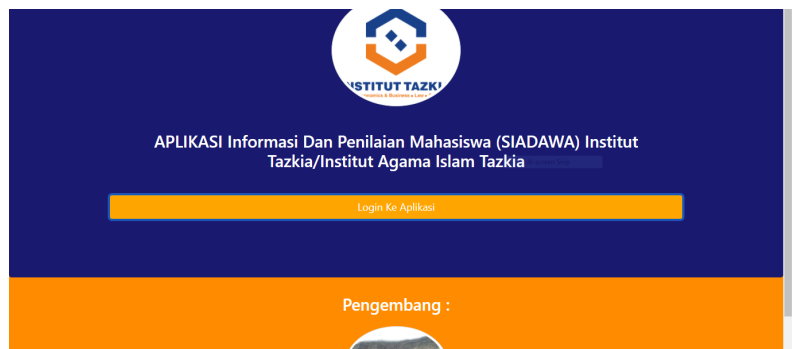 INSTITUT TAZKI
APLIKASI Informasi Dan Penilaian Mahasiswa (SIADAWA) Institut
Tazkia/Institut Agama Islam Tazkia
Login Ke Aplikasi
Pengembang :